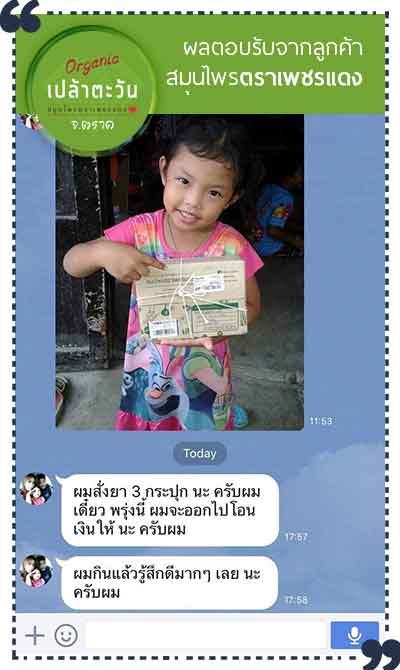 ผลตอบรับจากลูกค้า
สมุนไพรตราเพชรแดง
Organic
เปล้าตะวัน
สมุนไพรตราเพชรแดง
จ.ตราด
11:53
Today
ผมสั่งยา 3 กระปุก นะ ครับผม
เดี๋ยว พรุ่งนี้ ผมจะออกไปโอน
เงินให้ นะ ครับผม
17:57
ผมกินแล้วรู้สึกดีมากๆ เลย นะ
ครับผม
17:58